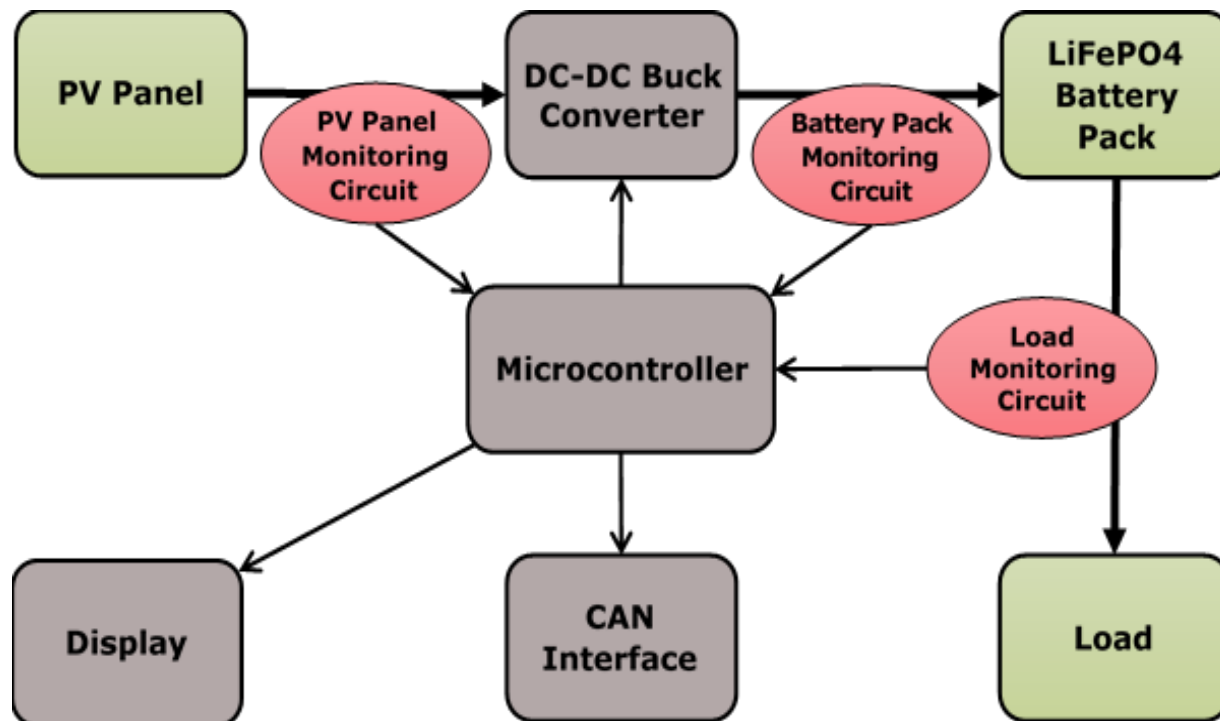 PV Panel
DC-DC Buck
Converter
LiFePO4
Battery
Pack
PV Panel
Monitoring
Circuit
Battery Pack
Monitoring
Circuit
Microcontroller
Load
Monitoring
Circuit
Display
CAN
Interface
Load